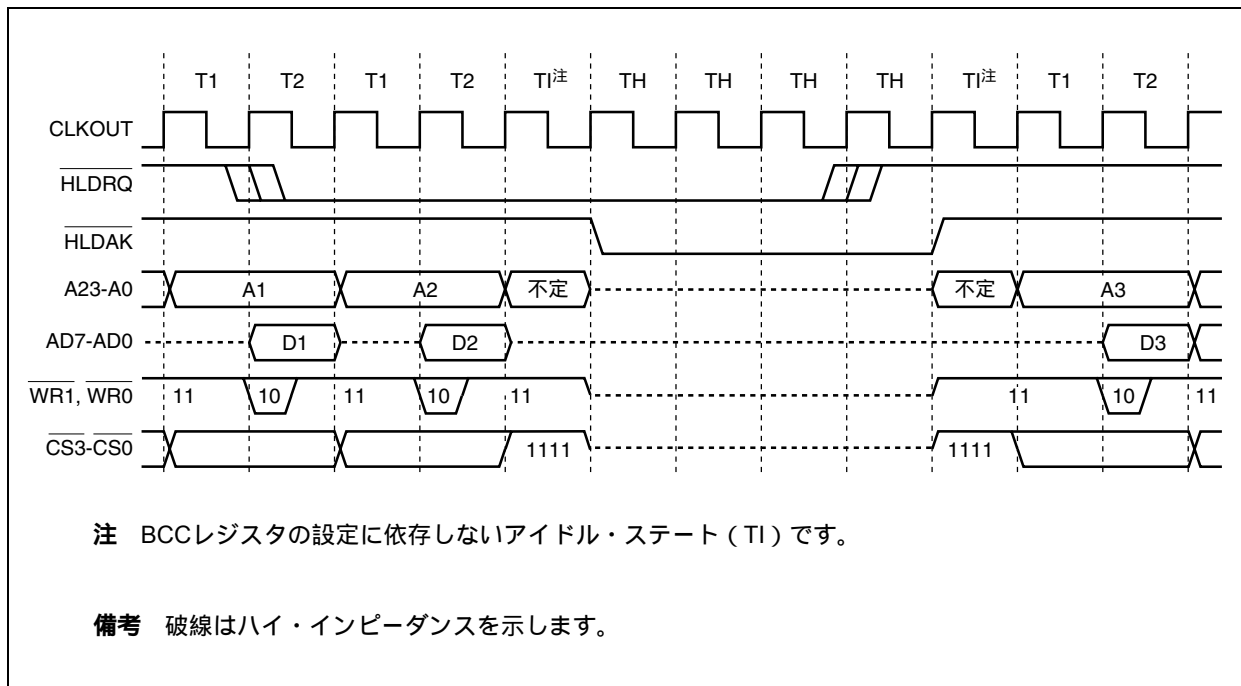 T1 T2 T1 T2 TI注 TH TH TH TH TI注 T1 T2
CLKOUT
HLDRQ
HLDAK
A23-A0 A1 A2 不定 不定 A3
AD7-AD0 D1 D2 D3
WR1, WR0 11 10 11 10 11 11 10 11
CS3-CS0 1111 1111
注 BCCレジスタの設定に依存しないアイドル・ステート（TI）です。
備考 破線はハイ・インピーダンスを示します。